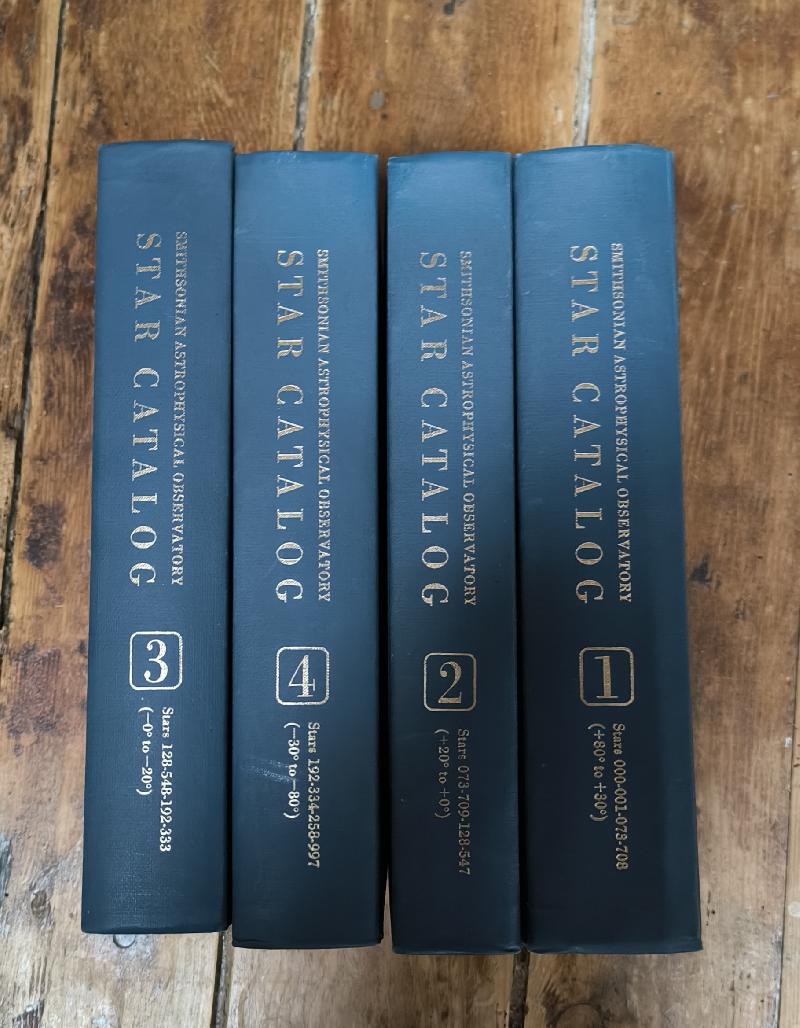 SMITHSONIAN ASTROPHYSICAL OBSERVATORY
STAR CATALOG
3
Stars 128-548-192-333
(—0° to —20°)
SMITHSONIAN ASTROPHYSICAL OBSERVATORY
STAR CATALOG
4
Stars 192-334-258-997
(—30° to —80°)
SMITHSONIAN ASTROPHYSICAL OBSERVATORY
STAR CATALOG
2
Stars 073-709-128-547
(+20° to +0°)
SMITHSONIAN ASTROPHYSICAL OBSERVATORY
STAR CATALOG
1
Stars 000-001-073-708
(+80° to +30°)